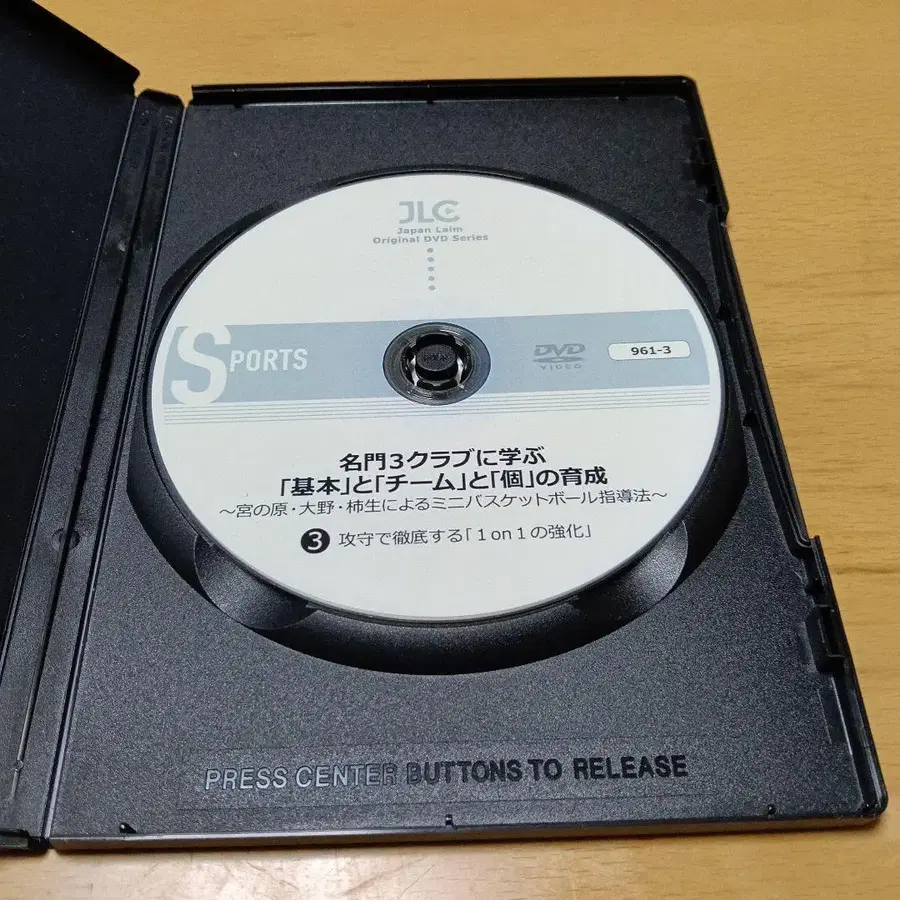 JLC
Japan Laim
Original DVD Series
SPORTS
DVD
VIDEO
961-3
名門3クラブに学ぶ
「基本」と「チーム」と「個」の育成
～宮の原・大野・柿生によるミニバスケットボール指導法～
❸ 攻守で徹底する「1on1の強化」
PRESS CENTER BUTTONS TO RELEASE